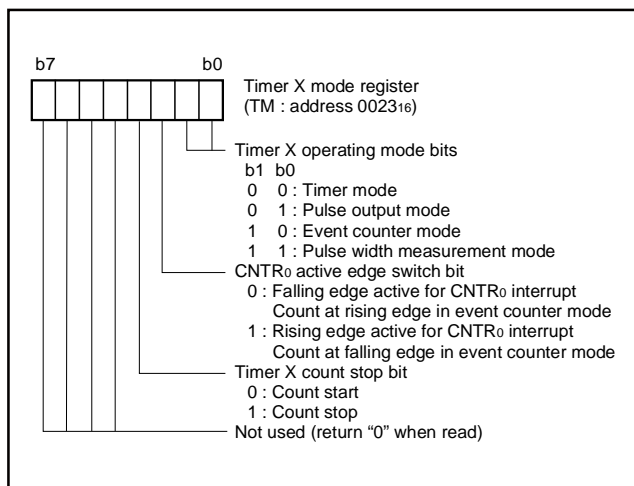 b7 b0
Timer X mode register
(TM : address 002316)
Timer X operating mode bits
b1 b0
0 0 : Timer mode
0 1 : Pulse output mode
1 0 : Event counter mode
1 1 : Pulse width measurement mode
CNTR0 active edge switch bit
0 : Falling edge active for CNTR0 interrupt
Count at rising edge in event counter mode
1 : Rising edge active for CNTR0 interrupt
Count at falling edge in event counter mode
Timer X count stop bit
0 : Count start
1 : Count stop
Not used (return “0” when read)